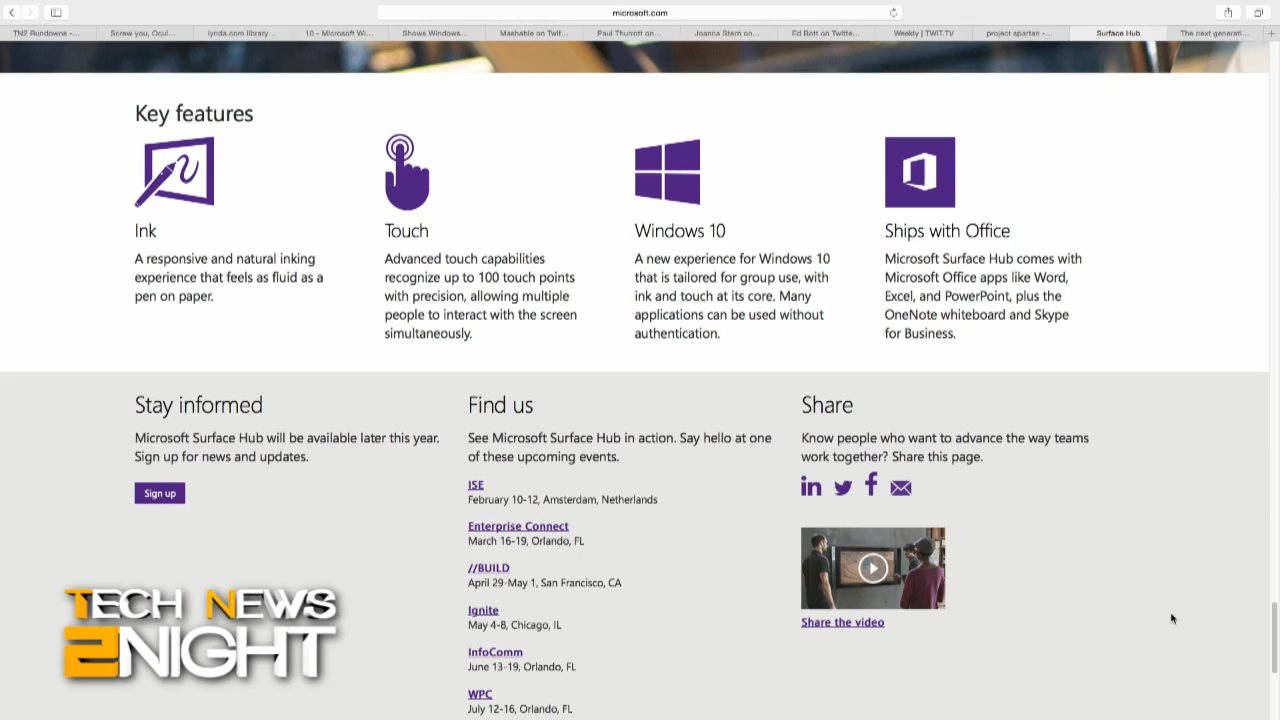 microsoft.com
TN2 Rundowns -...
Screw you, Ocul...
lynda.com library...
10 - Microsoft Wi...
Shows Windows...
Mashable on Twit...
Paul Thurrott on...
Joanna Stern on...
Ed Bott on Twitte...
Weekly | TWiT.TV
project spartan -...
Surface Hub
The next generati...
Key features
Ink
A responsive and natural inking
experience that feels as fluid as a
pen on paper.
Touch
Advanced touch capabilities
recognize up to 100 touch points
with precision, allowing multiple
people to interact with the screen
simultaneously.
Windows 10
A new experience for Windows 10
that is tailored for group use, with
ink and touch at its core. Many
applications can be used without
authentication.
Ships with Office
Microsoft Surface Hub comes with
Microsoft Office apps like Word,
Excel, and PowerPoint, plus the
OneNote whiteboard and Skype
for Business.
Stay informed
Microsoft Surface Hub will be available later this year.
Sign up for news and updates.
Sign up
Find us
See Microsoft Surface Hub in action. Say hello at one
of these upcoming events.
ISE
February 10-12, Amsterdam, Netherlands
Enterprise Connect
March 16-19, Orlando, FL
//BUILD
April 29-May 1, San Francisco, CA
Ignite
May 4-8, Chicago, IL
InfoComm
June 13-19, Orlando, FL
WPC
July 12-16, Orlando, FL
Share
Know people who want to advance the way teams
work together? Share this page.
in
f
Share the video
TECH NEWS
2NIGHT